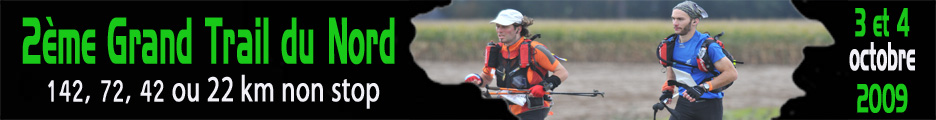 2ème Grand Trail du Nord
142, 72, 42 ou 22 km non stop
3 et 4
octobre
2009